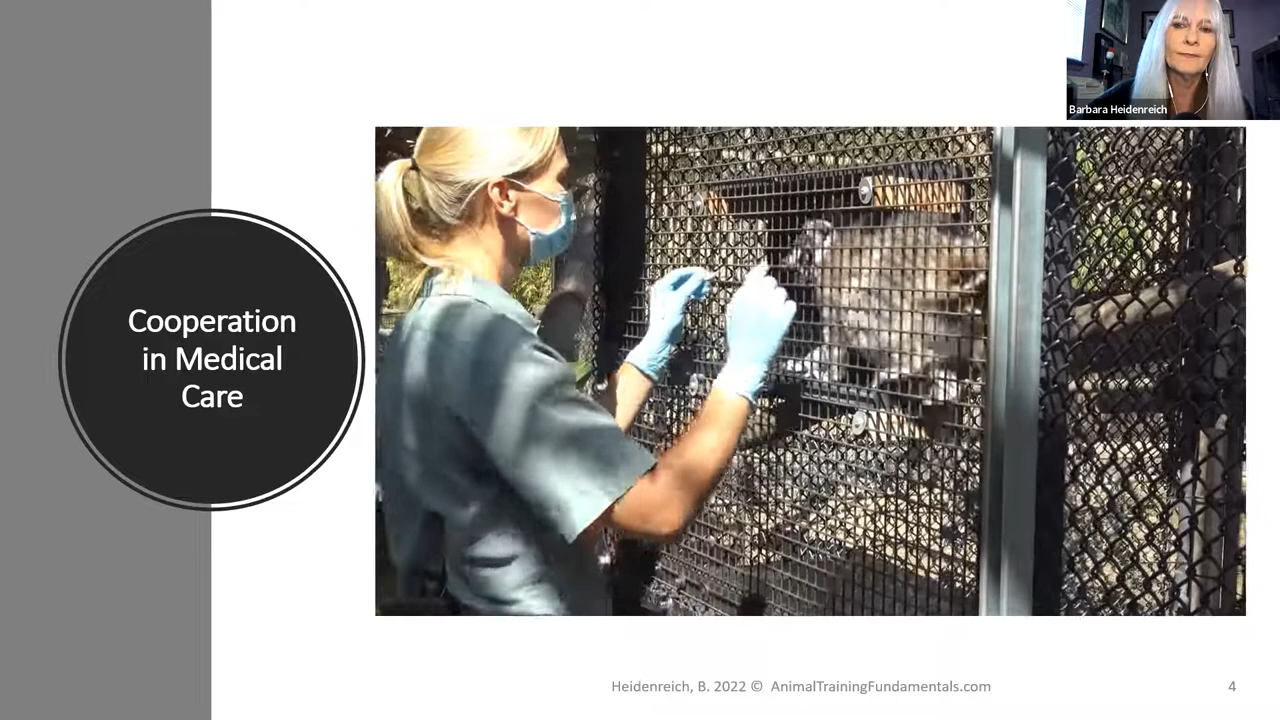 Barbara Heidenreich
Cooperation
in Medical
Care
Heidenreich, B. 2022 © AnimalTrainingFundamentals.com
4